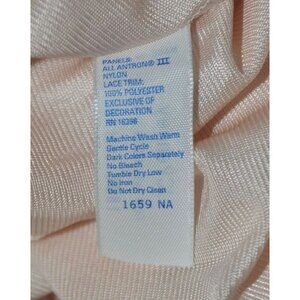 PANELS:
ALL ANTRON® III
NYLON
LACE TRIM:
100% POLYESTER
EXCLUSIVE OF
DECORATION
RN 16396
Machine Wash Warm
Gentle Cycle
Dark Colors Separately
No Bleach
Tumble Dry Low
No Iron
Do Not Dry Clean
1659 NA